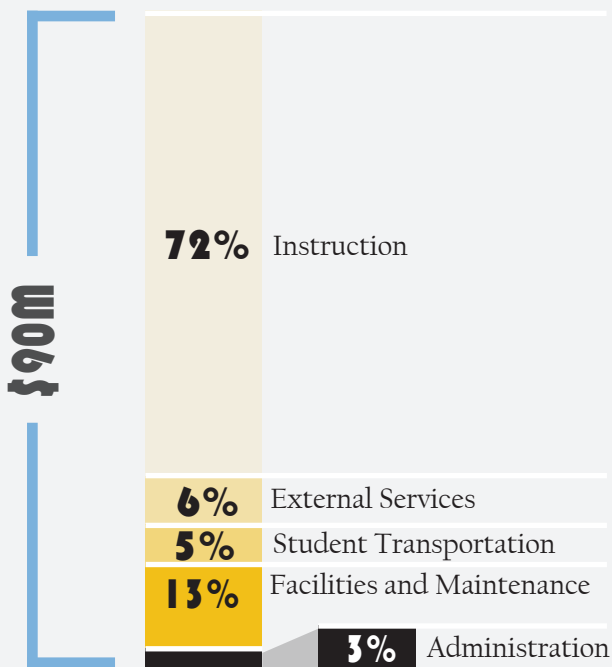 $90M
72% Instruction
6% External Services
5% Student Transportation
13% Facilities and Maintenance
3% Administration